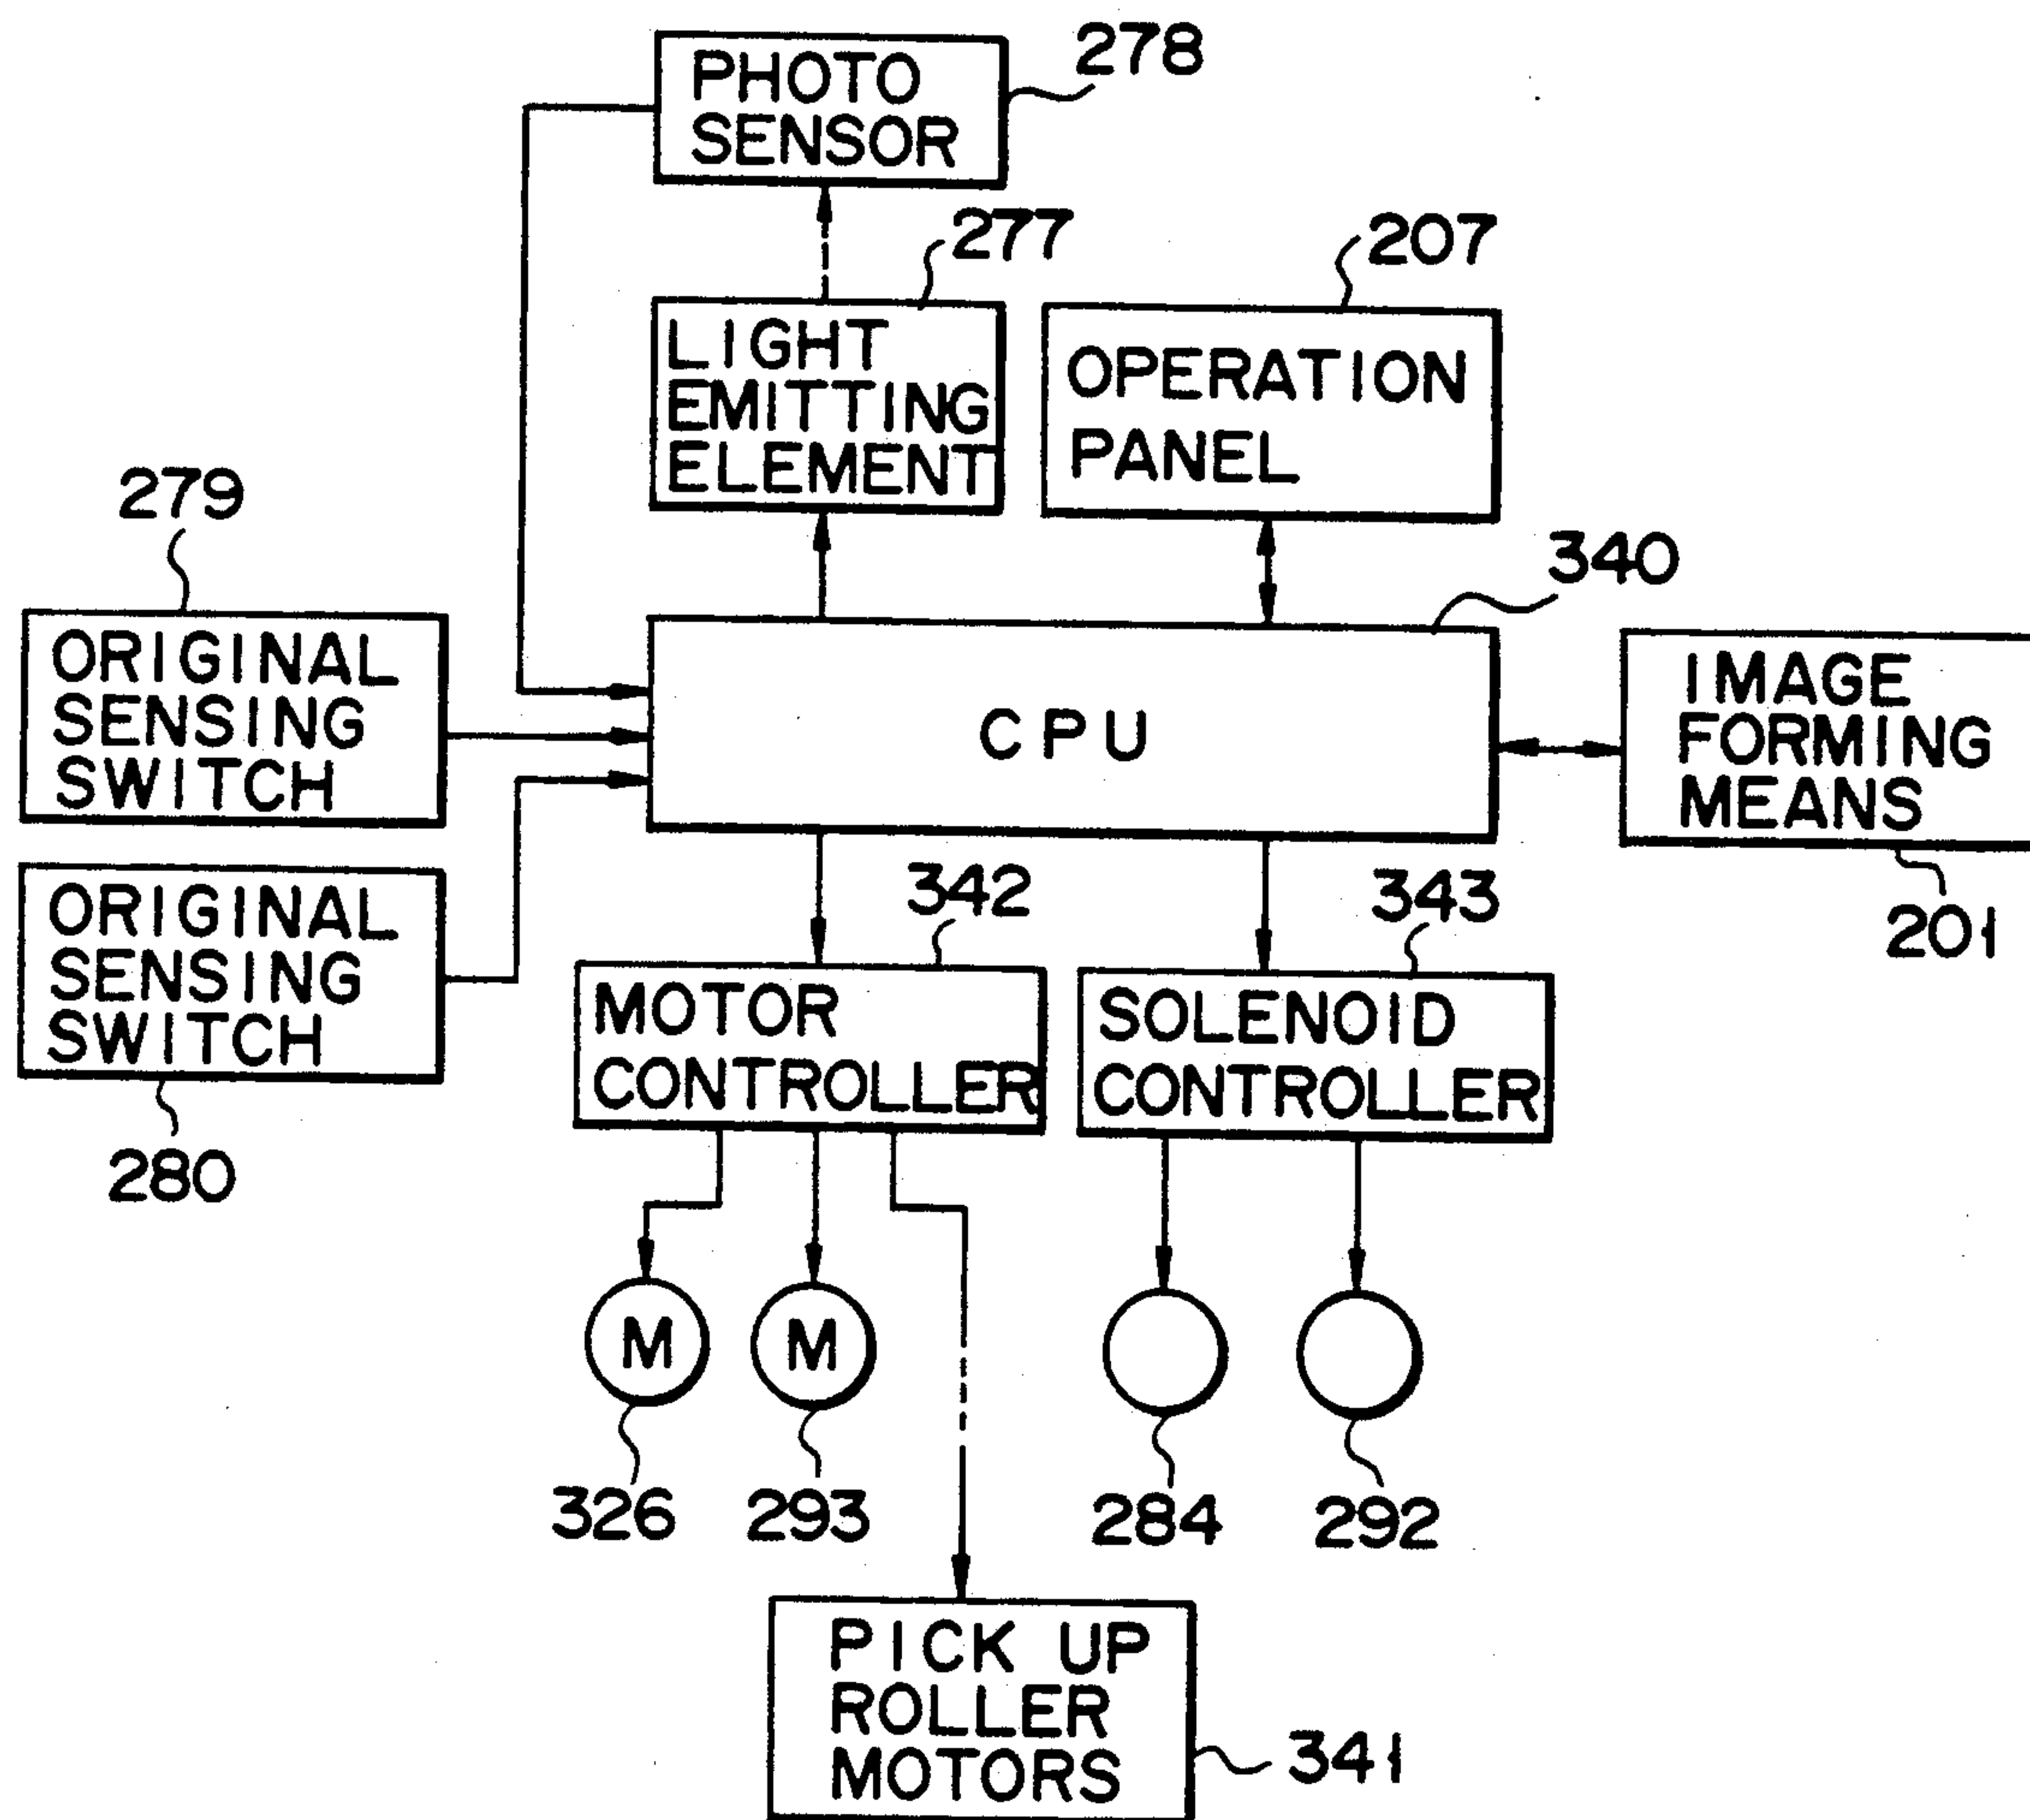 278
PHOTO
SENSOR
277
207
LIGHT
EMITTING
ELEMENT
OPERATION
PANEL
279
340
ORIGINAL
SENSING
SWITCH
CPU
IMAGE
FORMING
MEANS
342
343
201
ORIGINAL
SENSING
SWITCH
280
MOTOR
CONTROLLER
SOLENOID
CONTROLLER
M
M
326
293
284
292
PICK UP
ROLLER
MOTORS
341